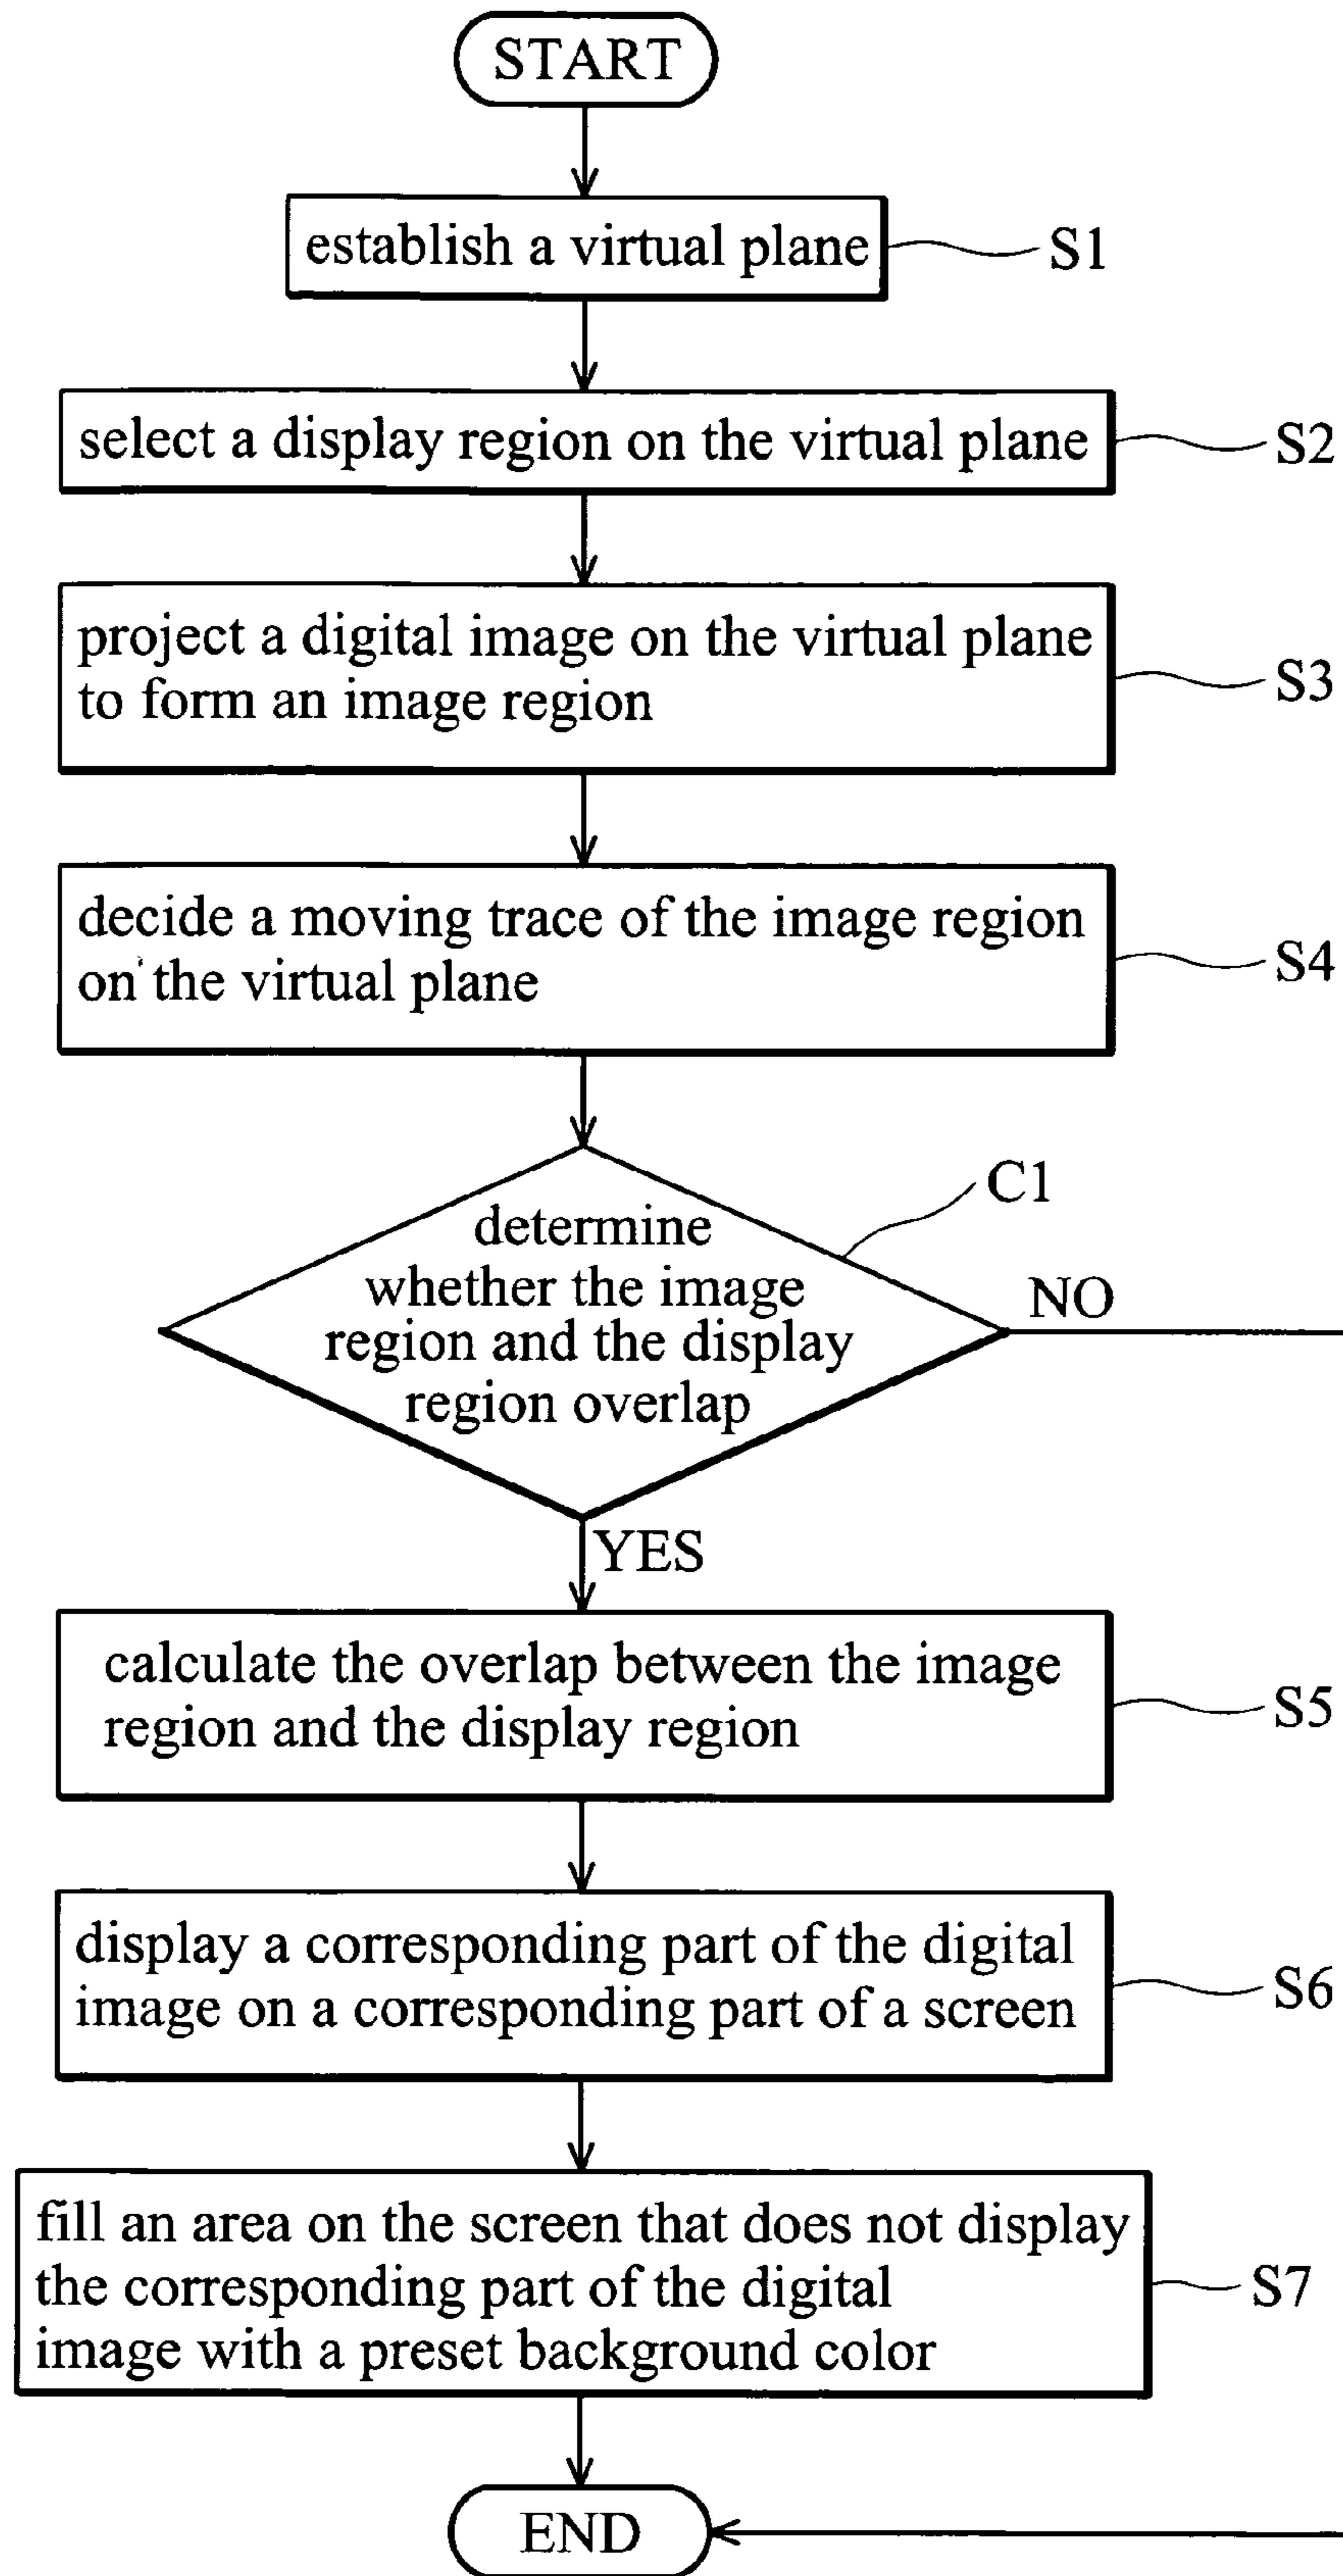 START
establish a virtual plane
S1
select a display region on the virtual plane
S2
project a digital image on the virtual plane
to form an image region
S3
decide a moving trace of the image region
on the virtual plane
S4
C1
determine
whether the image
region and the display
region overlap
NO
YES
calculate the overlap between the image
region and the display region
S5
display a corresponding part of the digital
image on a corresponding part of a screen
S6
fill an area on the screen that does not display
the corresponding part of the digital
image with a preset background color
S7
END